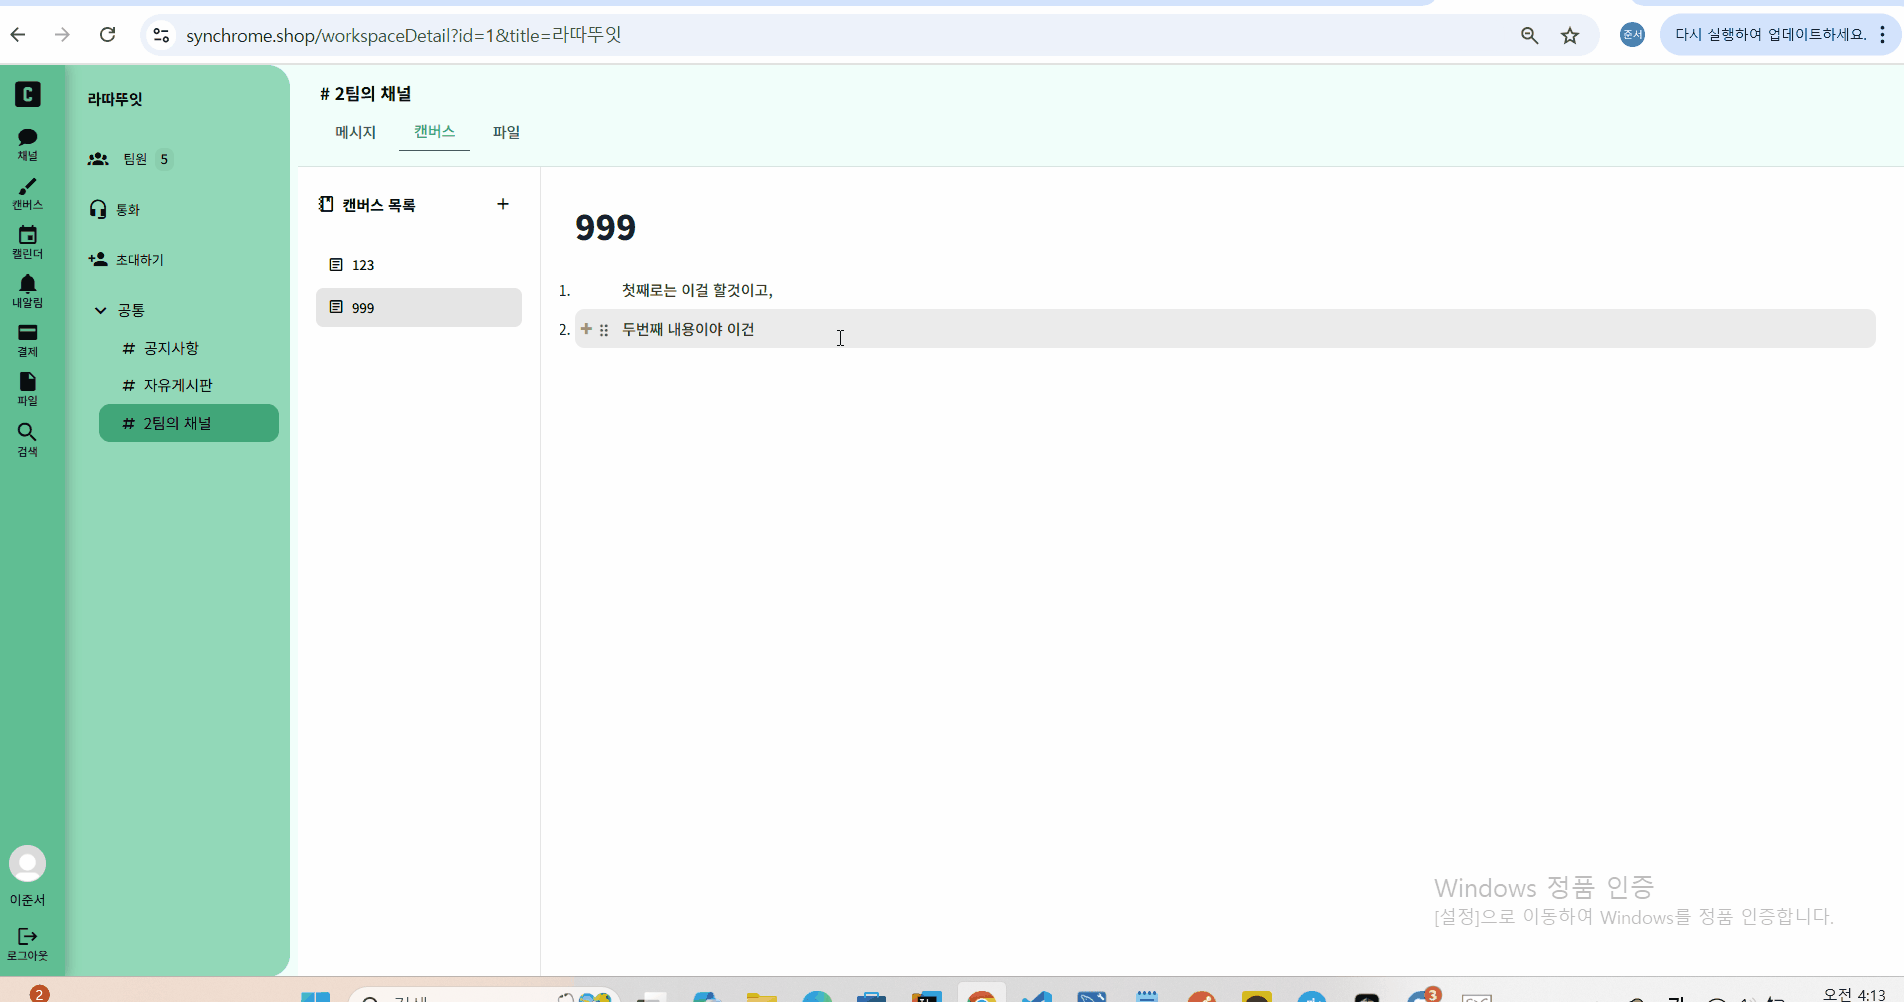 synchrome.shop/workspaceDetail?id=1&title=라따뚜잇
준서
다시 실행하여 업데이트하세요.
C
채널
캔버스
캘린더
내알림
결제
파일
검색
이준서
로그아웃
라따뚜잇
팀원 5
통화
초대하기
공통
# 공지사항
# 자유게시판
# 2팀의 채널
# 2팀의 채널
메시지 캔버스 파일
캔버스 목록 +
123
999
999
1. 첫째로는 이걸 할것이고,
2. 두번째 내용이야 이건
Windows 정품 인증
[설정]으로 이동하여 Windows를 정품 인증합니다.
2
3
오전 4:13